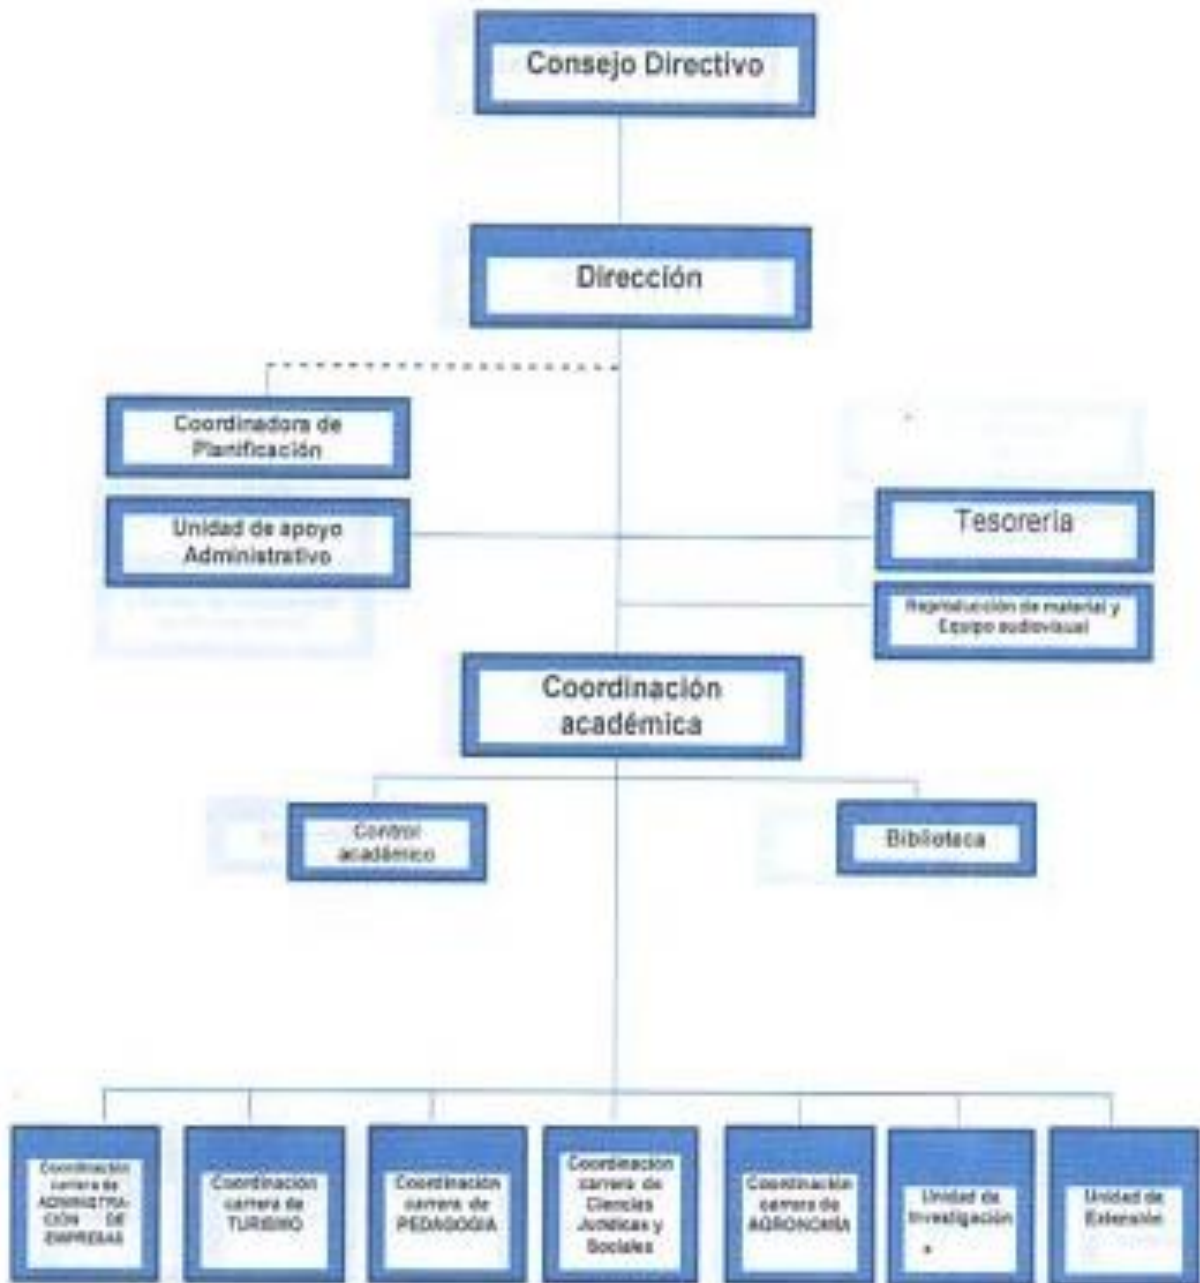 Consejo Directivo
Dirección
Coordinadora de
Planificación
Unidad de apoyo
Administrativo
Tesorería
Reproducción de material y
Equipo audiovisual
Coordinación
académica
Control
académico
Biblioteca
Coordinación
carrera de
ADMINISTRA-
CIÓN DE
EMPRESAS
Coordinación
carrera de
TURISMO
Coordinación
carrera de
PEDAGOGIA
Coordinación
carrera de
Ciencias
Jurídicas y
Sociales
Coordinación
carrera de
AGRONOMÍA
Unidad de
Investigación
Unidad de
Extensión